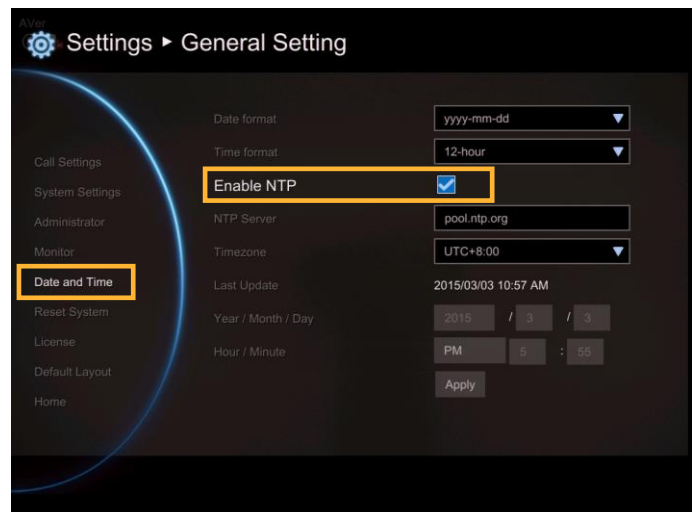 AVer
Settings ► General Setting
Date format yyyy-mm-dd
Time format 12-hour
Call Settings
Enable NTP
System Settings
Administrator
NTP Server pool.ntp.org
Monitor
Timezone UTC+8:00
Date and Time
Last Update 2015/03/03 10:57 AM
Reset System
Year / Month / Day 2015 / 3 / 3
License
Hour / Minute PM 5 : 55
Default Layout
Apply
Home